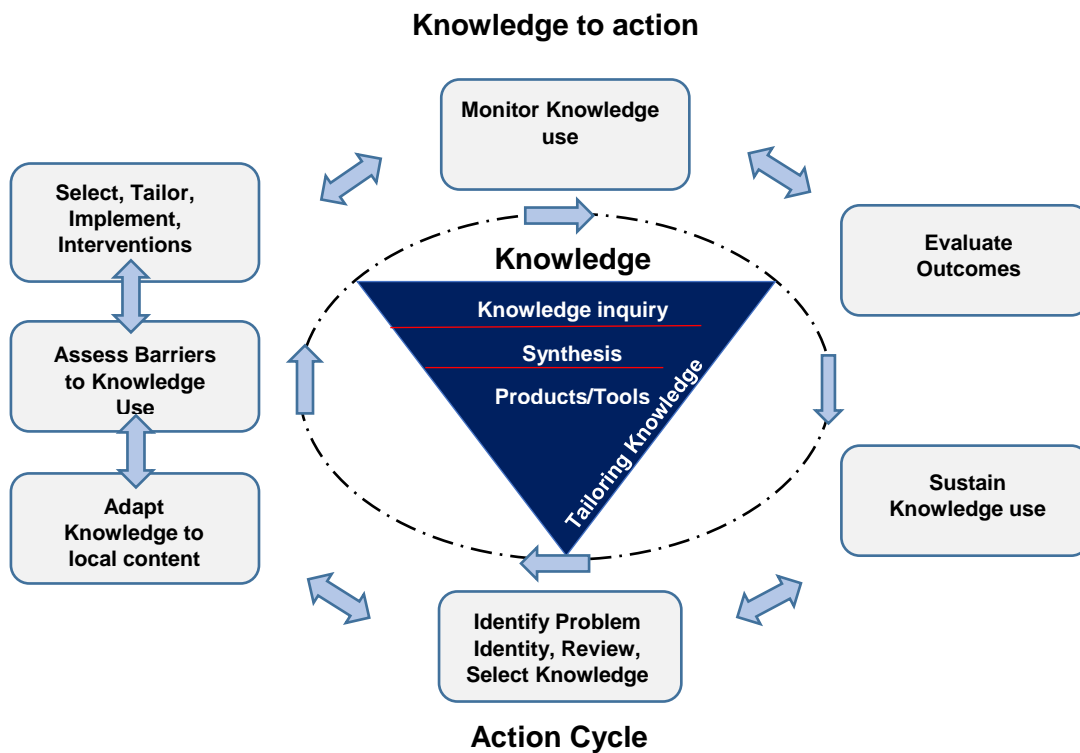 Knowledge to action
Monitor Knowledge
use
Select, Tailor,
Implement,
Interventions
Evaluate
Outcomes
Knowledge
Knowledge inquiry
Synthesis
Products/Tools
Tailoring Knowledge
Assess Barriers
to Knowledge
Use
Adapt
Knowledge to
local content
Sustain
Knowledge use
Identify Problem
Identity, Review,
Select Knowledge
Action Cycle